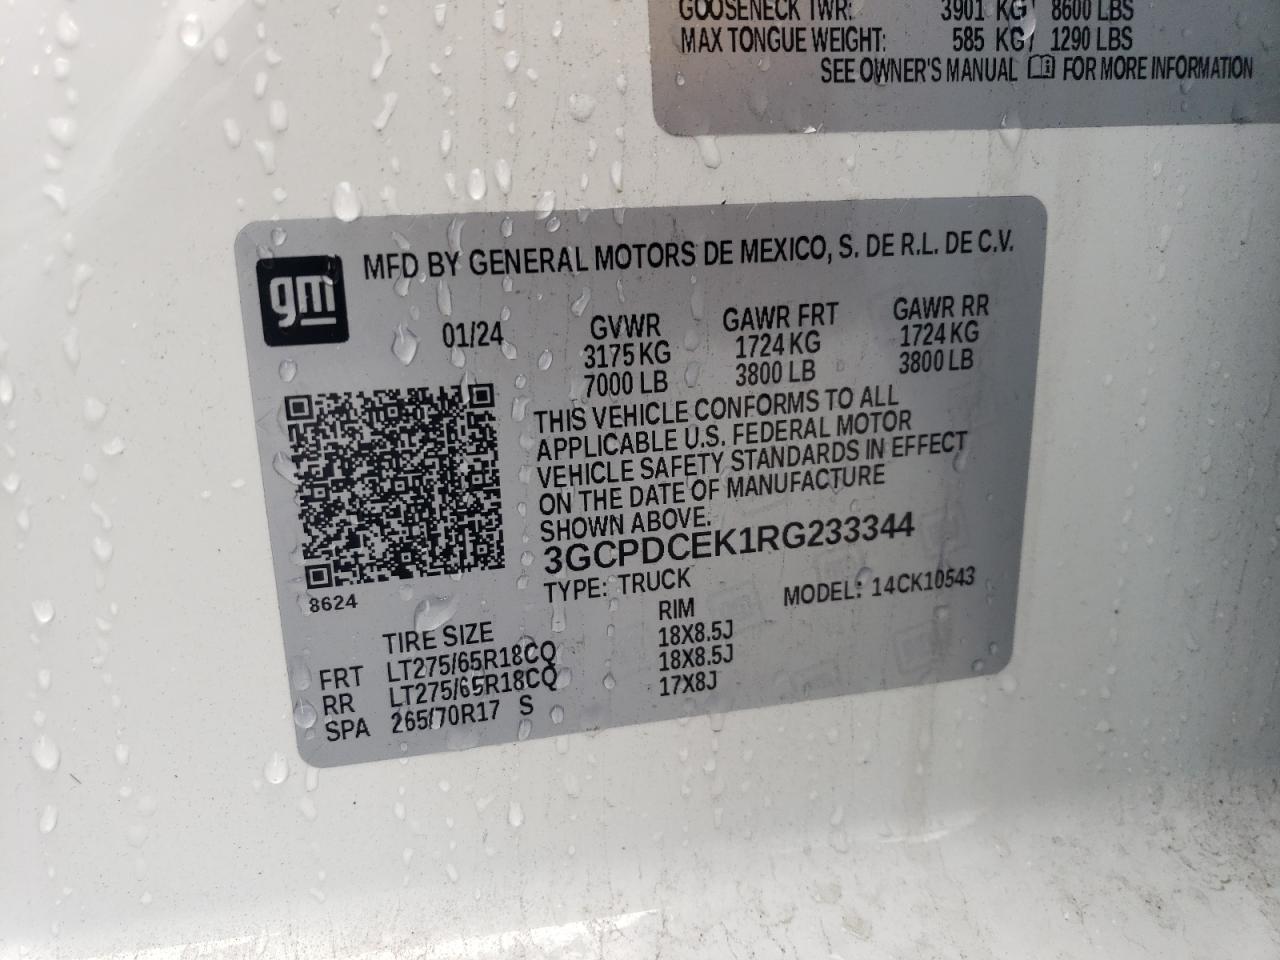 GOOSENECK TWR: 3901 KG / 8600 LBS
MAX TONGUE WEIGHT: 585 KG / 1290 LBS
SEE OWNER'S MANUAL FOR MORE INFORMATION
gm
MFD BY GENERAL MOTORS DE MEXICO, S. DE R.L. DE C.V.
01/24 GVWR GAWR FRT GAWR RR
3175 KG 1724 KG 1724 KG
7000 LB 3800 LB 3800 LB
THIS VEHICLE CONFORMS TO ALL
APPLICABLE U.S. FEDERAL MOTOR
VEHICLE SAFETY STANDARDS IN EFFECT
ON THE DATE OF MANUFACTURE
SHOWN ABOVE.
3GCPDCEK1RG233344
8624
TYPE: TRUCK MODEL: 14CK10543
TIRE SIZE RIM
FRT LT275/65R18CQ 18X8.5J
RR LT275/65R18CQ 18X8.5J
SPA 265/70R17 S 17X8J